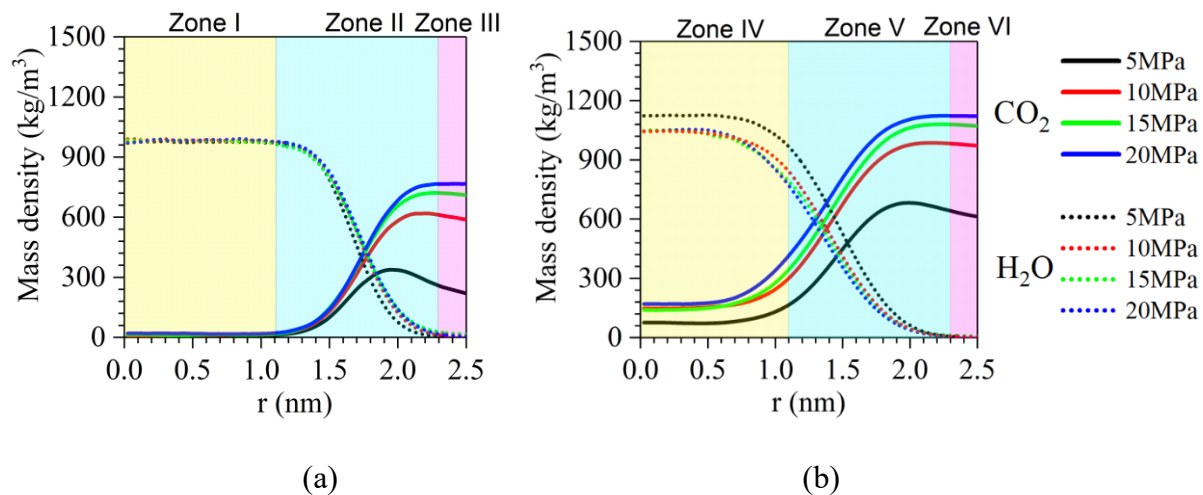 Zone I Zone II Zone III
1500
1200
900
600
300
0
Mass density (kg/m³)
0.0 0.5 1.0 1.5 2.0 2.5
r (nm)
(a)
Zone IV Zone V Zone VI
1500
1200
900
600
300
0
Mass density (kg/m³)
0.0 0.5 1.0 1.5 2.0 2.5
r (nm)
(b)
CO₂
5MPa
10MPa
15MPa
20MPa
H₂O
5MPa
10MPa
15MPa
20MPa